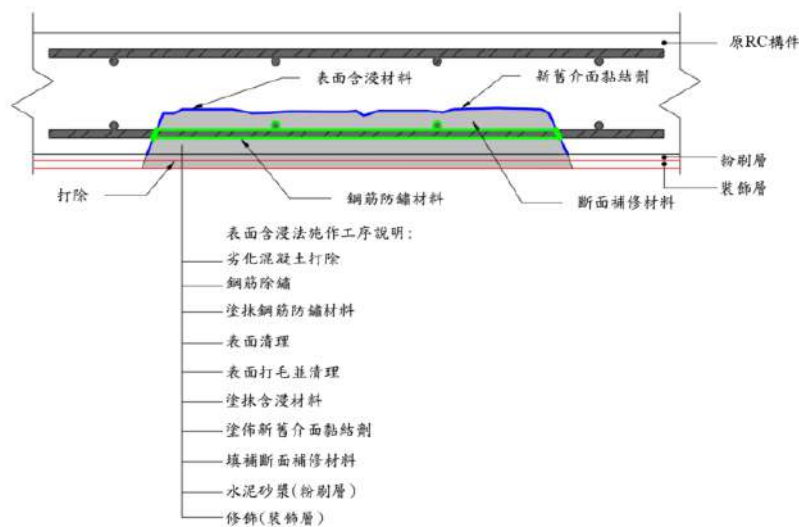 原RC構件
表面含浸材料
新舊介面黏結劑
粉刷層
裝飾層
打除
鋼筋防鏽材料
斷面補修材料
表面含浸法施作工序說明:
劣化混凝土打除
鋼筋除鏽
塗抹鋼筋防鏽材料
表面清理
表面打毛並清理
塗抹含浸材料
塗佈新舊介面黏結劑
填補斷面補修材料
水泥砂漿(粉刷層)
修飾(裝飾層)